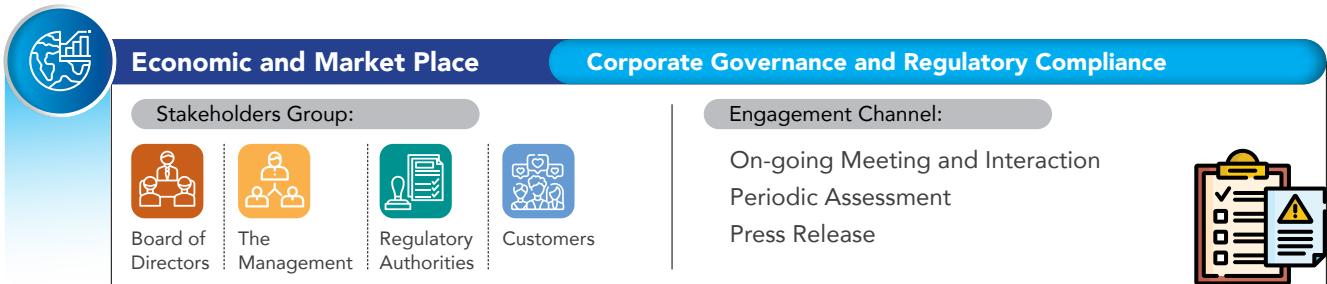 Economic and Market Place
Corporate Governance and Regulatory Compliance
Stakeholders Group:
Board of
Directors
The
Management
Regulatory
Authorities
Customers
Engagement Channel:
On-going Meeting and Interaction
Periodic Assessment
Press Release